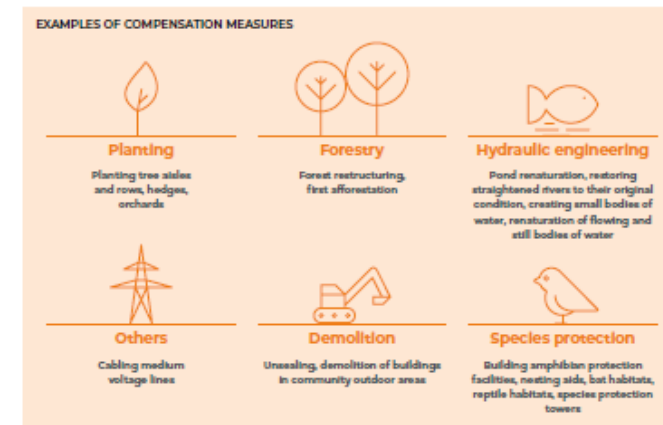 EXAMPLES OF COMPENSATION MEASURES
Planting
Planting tree aisles
and rows, hedges,
orchards
Forestry
Forest restructuring,
first afforestation
Hydraulic engineering
Pond renaturation, restoring
straightened rivers to their original
condition, creating small bodies of
water, renaturation of flowing and
still bodies of water
Others
Cabling medium
voltage lines
Demolition
Unsealing, demolition of buildings
in community outdoor areas
Species protection
Building amphibian protection
facilities, nesting aids, bat habitats,
reptile habitats, species protection
towers